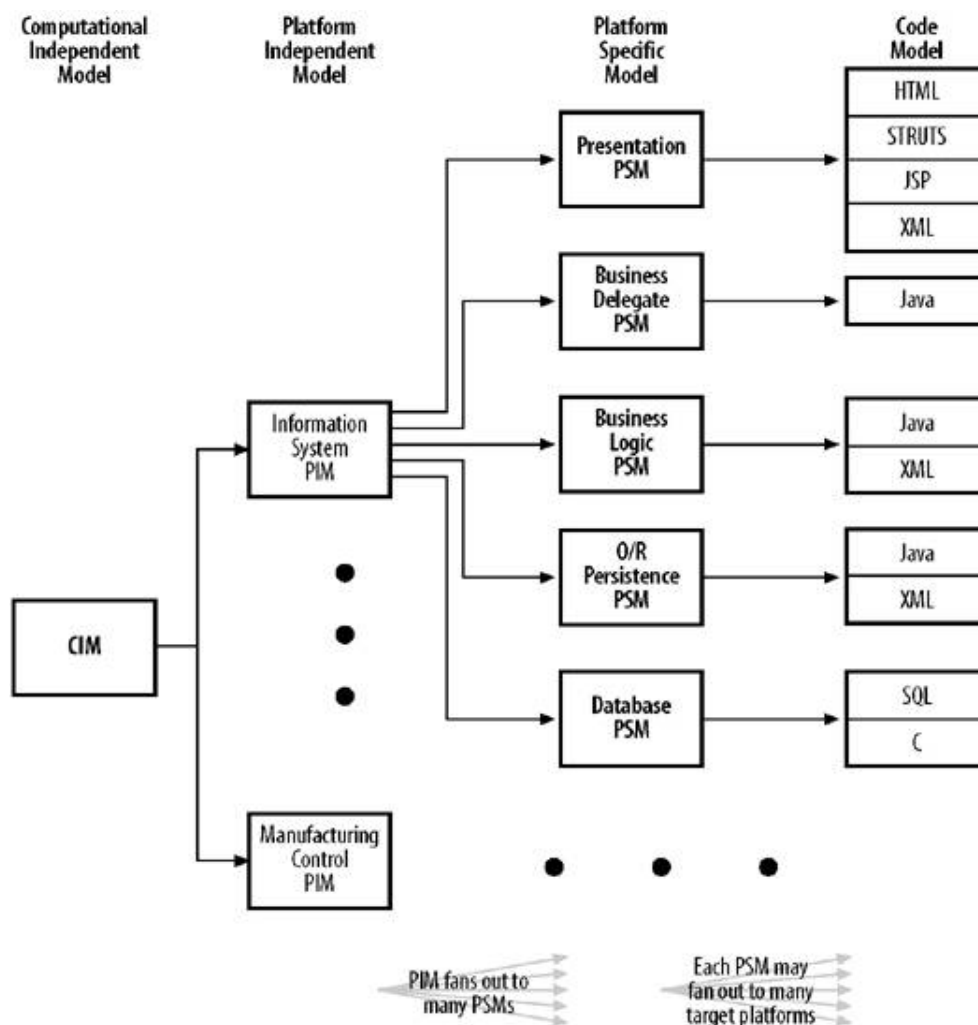 Computational
Independent
Model
Platform
Independent
Model
Platform
Specific
Model
Code
Model
HTML
STRUTS
JSP
XML
Presentation
PSM
Business
Delegate
PSM
Java
Information
System
PIM
Business
Logic
PSM
Java
XML
O/R
Persistence
PSM
Java
XML
CIM
Database
PSM
SQL
C
Manufacturing
Control
PIM
PIM fans out to
many PSMs
Each PSM may
fan out to many
target platforms